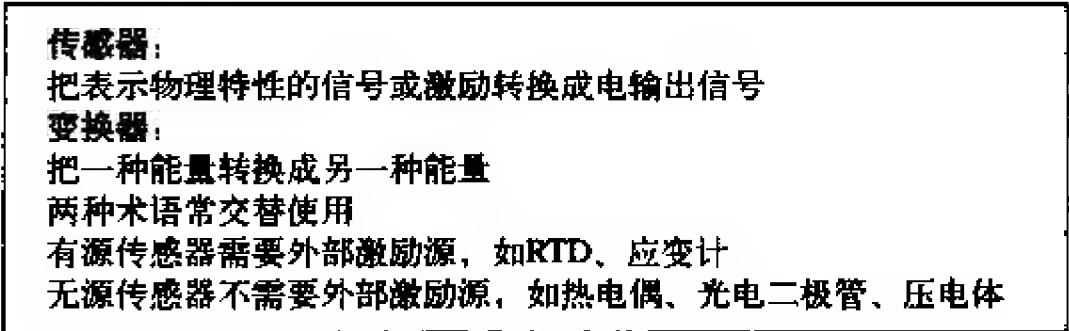 传感器：
把表示物理特性的信号或激励转换成电输出信号
变换器：
把一种能量转换成另一种能量
两种术语常交替使用
有源传感器需要外部激励源，如RTD、应变计
无源传感器不需要外部激励源，如热电偶、光电二极管、压电体